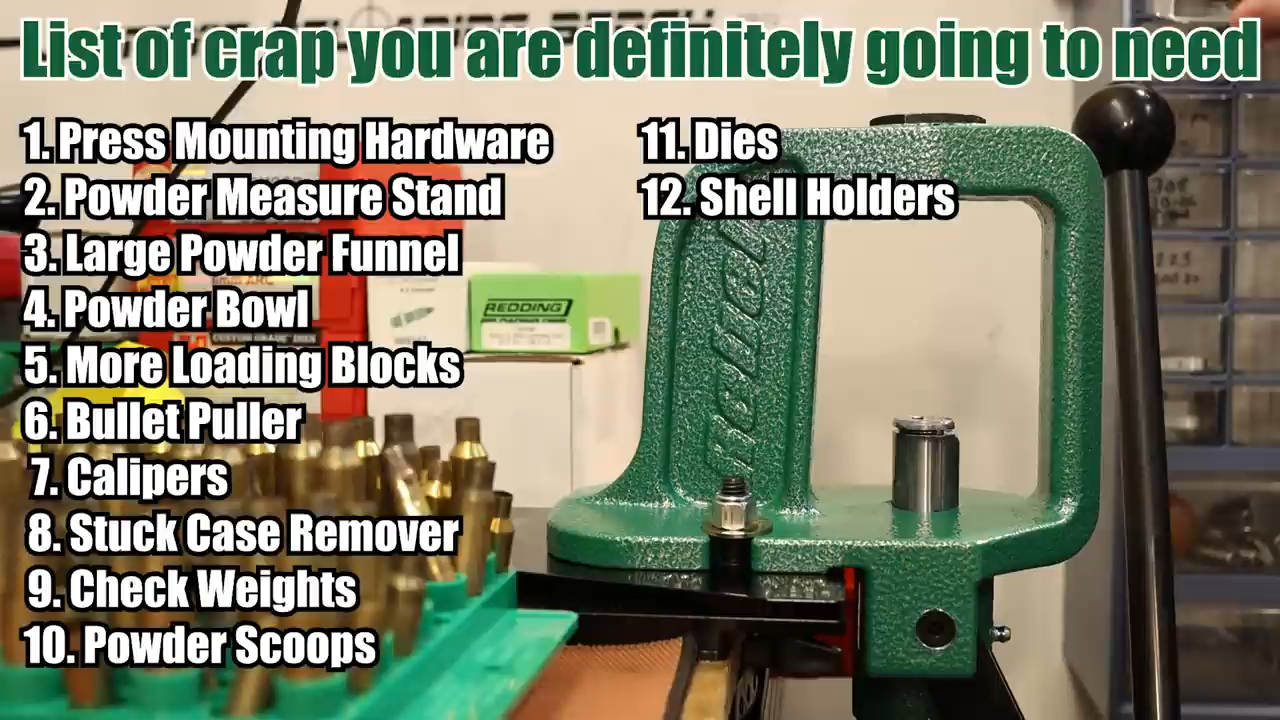 List of crap you are definitely going to need
1. Press Mounting Hardware
2. Powder Measure Stand
3. Large Powder Funnel
4. Powder Bowl
5. More Loading Blocks
6. Bullet Puller
7. Calipers
8. Stuck Case Remover
9. Check Weights
10. Powder Scoops
11. Dies
12. Shell Holders
REDDING